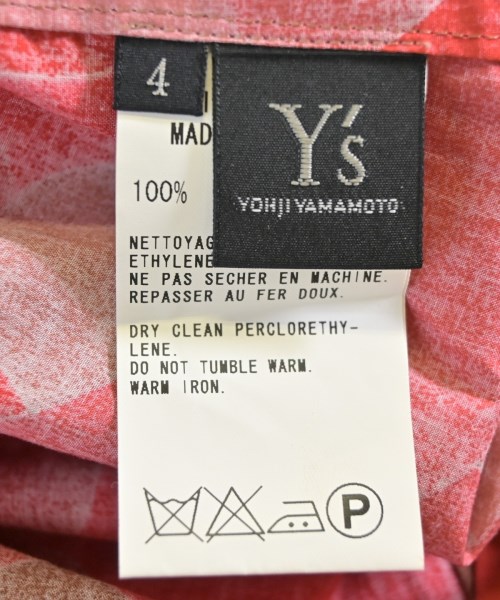 4
Y's
YOHJI YAMAMOTO
MAD
100%
NETTOYAG
ETHYLENE
NE PAS SECHER EN MACHINE.
REPASSER AU FER DOUX.
DRY CLEAN PERCLORETHY-
LENE.
DO NOT TUMBLE WARM.
WARM IRON.
P